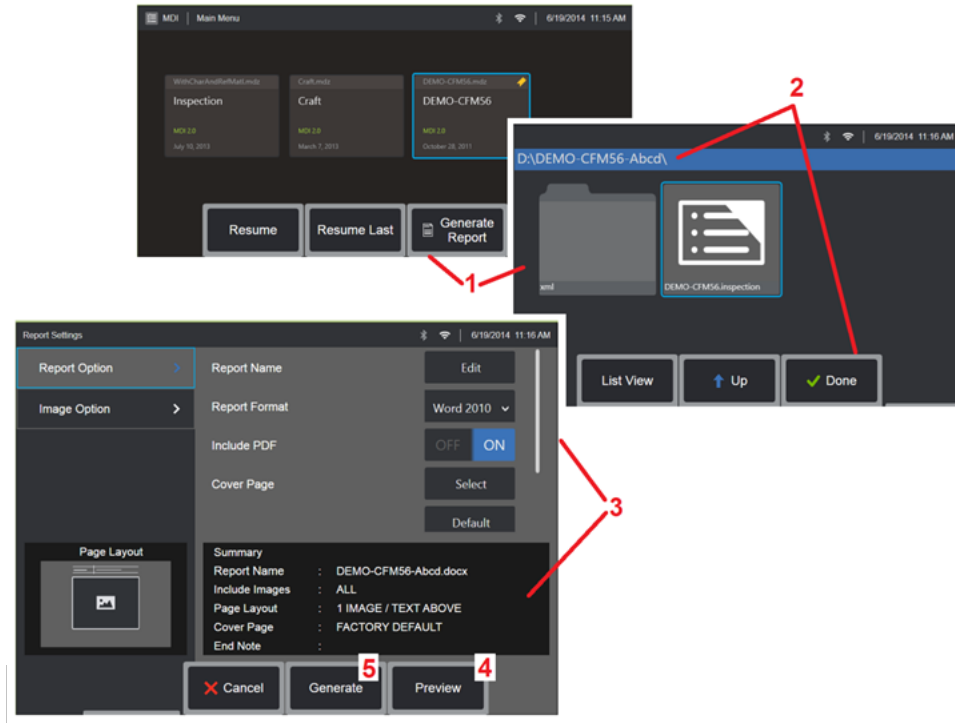 MDI | Main Menu
6/19/2014 11:15 AM
WithCharAndRefMatl.mdz
Inspection
MDI 2.0
July 10, 2013
Craft.mdz
Craft
MDI 2.0
March 7, 2013
DEMO-CFM56.mdz
DEMO-CFM56
MDI 2.0
October 28, 2011
Resume
Resume Last
Generate
Report
1
2
6/19/2014 11:16 AM
D:\DEMO-CFM56-Abcd\
xml
DEMO-CFM56.inspection
List View
Up
Done
Report Settings
6/19/2014 11:16 AM
Report Option
Image Option
Report Name
Edit
Report Format
Word 2010
Include PDF
OFF ON
Cover Page
Select
Default
3
Page Layout
Summary
Report Name : DEMO-CFM56-Abcd.docx
Include Images : ALL
Page Layout : 1 IMAGE / TEXT ABOVE
Cover Page : FACTORY DEFAULT
End Note :
Cancel
Generate
5
Preview
4